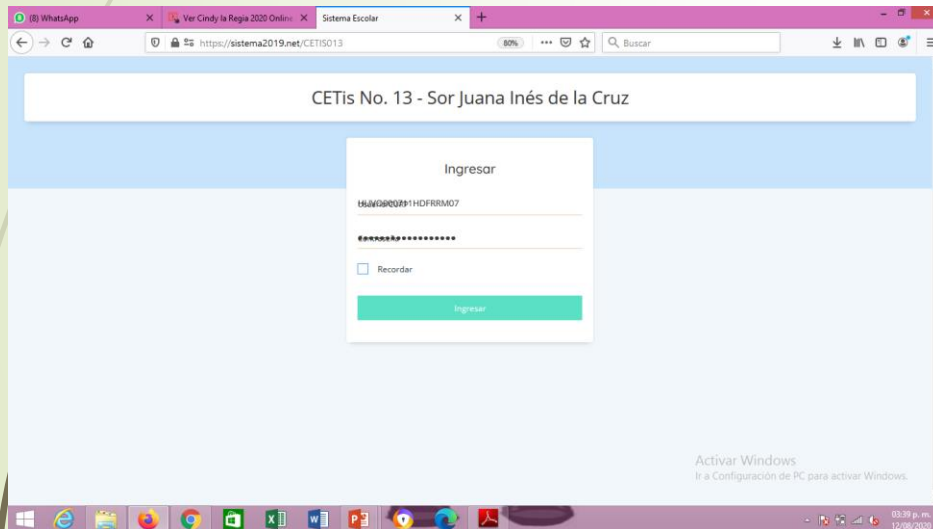 (8) WhatsApp
Ver Cindy la Regia 2020 Online
Sistema Escolar
https://sistema2019.net/CETIS013
80%
Buscar
CETis No. 13 - Sor Juana Inés de la Cruz
Ingresar
Recordar
Ingresar
Activar Windows
Ir a Configuración de PC para activar Windows.
03:39 p. m.
12/08/2020